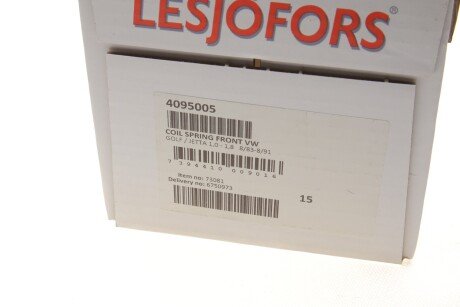 LESJÖFORS®
4095005
COIL SPRING FRONT VW
GOLF / JETTA 1,0 - 1,8 8/83-8/91
7 394410 009016
Item no: 73081
Delivery no: 6750973
15